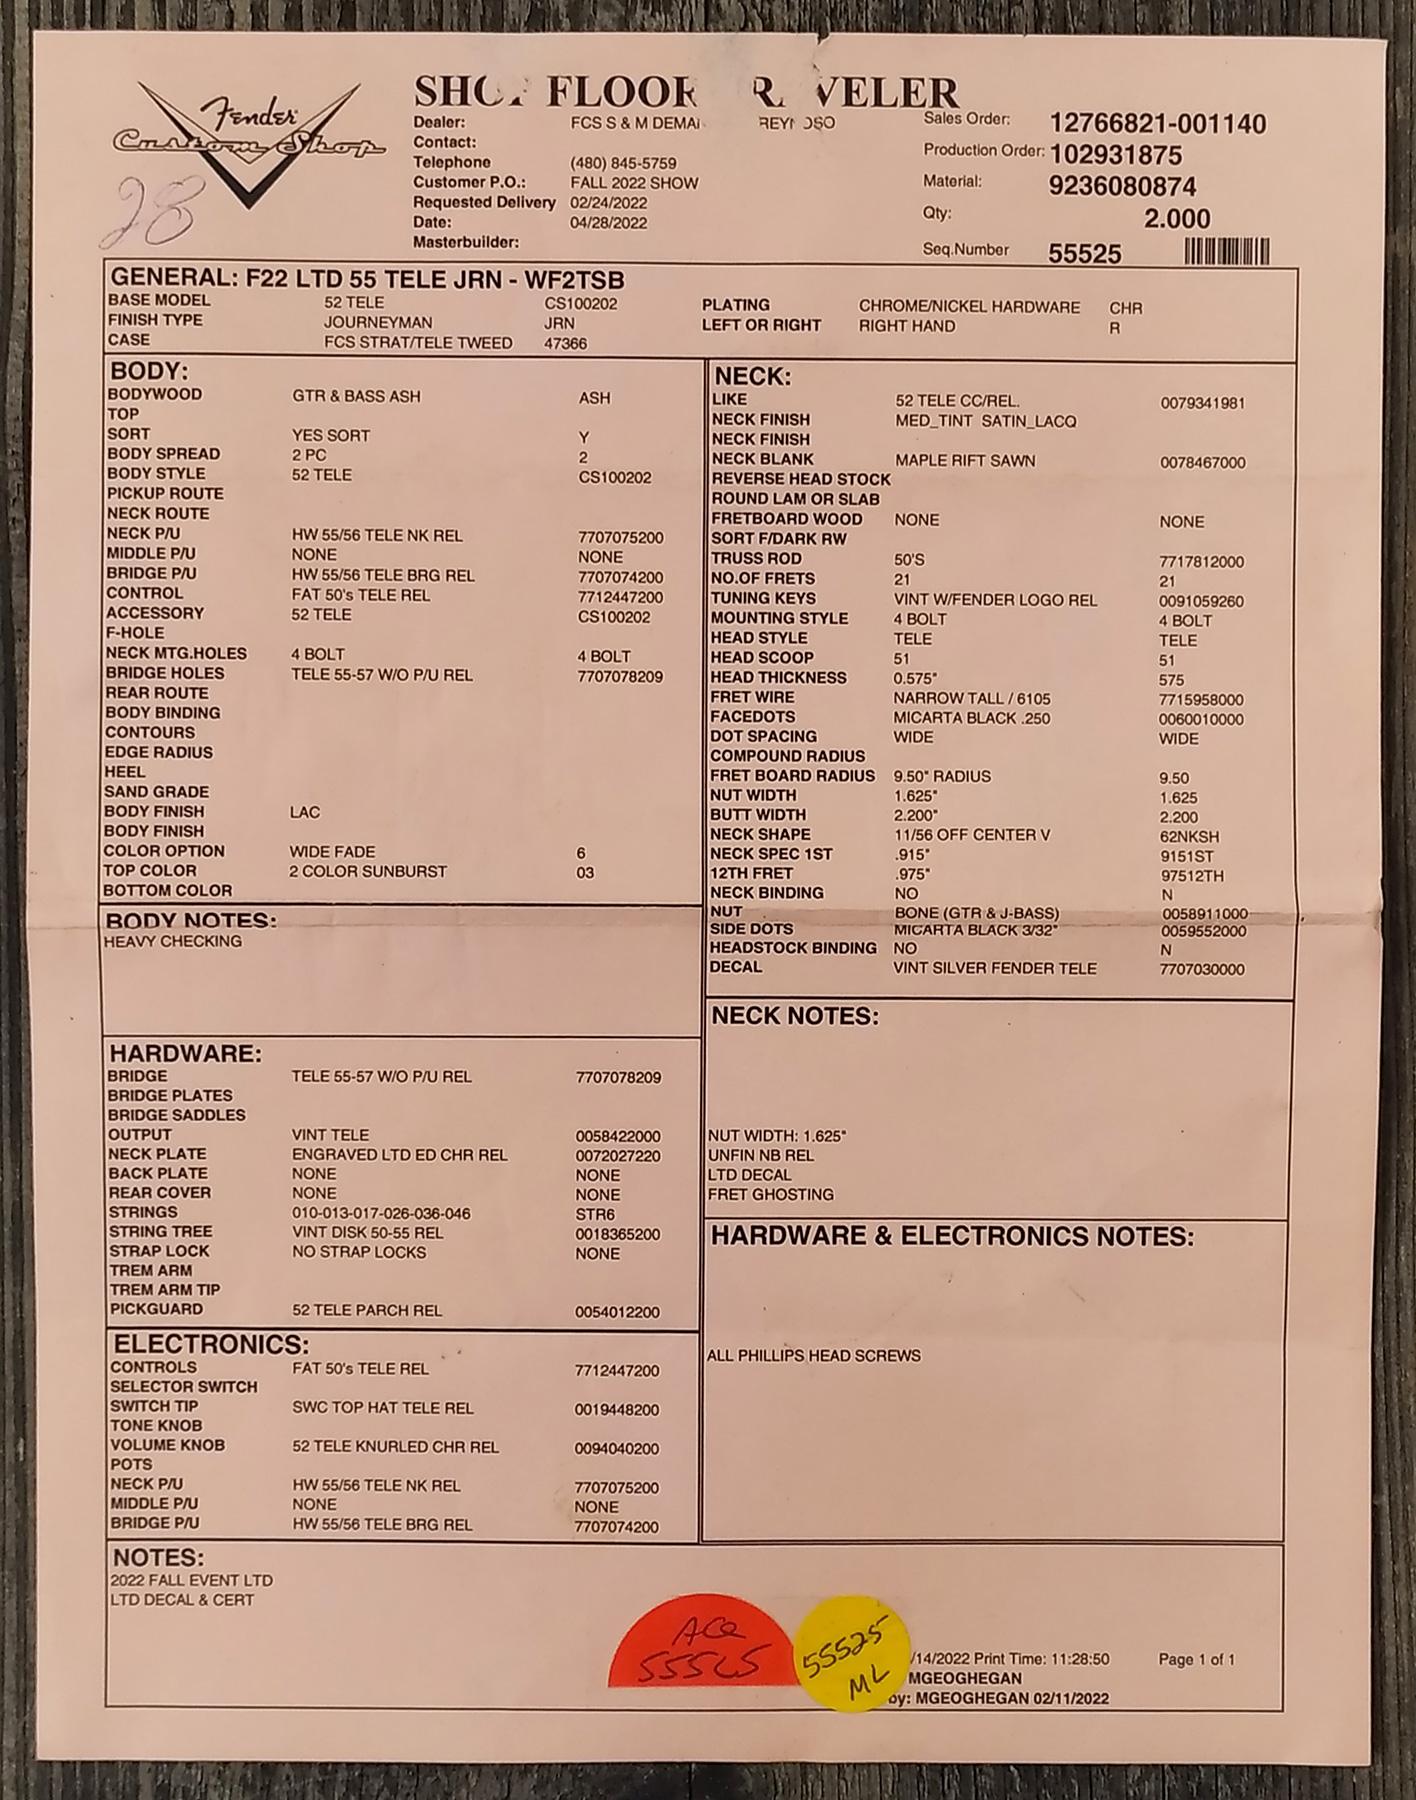 Fender
Custom Shop
28
SHOP FLOOR TRAVELER
Dealer: FCS S & M DEMA
Contact:
Telephone (480) 845-5759
Customer P.O.: FALL 2022 SHOW
Requested Delivery 02/24/2022
Date: 04/28/2022
Masterbuilder:
Sales Order: 12766821-001140
Production Order: 102931875
Material: 9236080874
Qty: 2.000
Seq.Number 55525
GENERAL: F22 LTD 55 TELE JRN - WF2TSB
BASE MODEL 52 TELE CS100202 PLATING CHROME/NICKEL HARDWARE CHR
FINISH TYPE JOURNEYMAN JRN LEFT OR RIGHT RIGHT HAND R
CASE FCS STRAT/TELE TWEED 47366
BODY:
BODYWOOD GTR & BASS ASH ASH
TOP
SORT YES SORT Y
BODY SPREAD 2 PC 2
BODY STYLE 52 TELE CS100202
PICKUP ROUTE
NECK ROUTE
NECK P/U HW 55/56 TELE NK REL 7707075200
MIDDLE P/U NONE NONE
BRIDGE P/U HW 55/56 TELE BRG REL 7707074200
CONTROL FAT 50's TELE REL 7712447200
ACCESSORY 52 TELE CS100202
F-HOLE
NECK MTG.HOLES 4 BOLT 4 BOLT
BRIDGE HOLES TELE 55-57 W/O P/U REL 7707078209
REAR ROUTE
BODY BINDING
CONTOURS
EDGE RADIUS
HEEL
SAND GRADE
BODY FINISH LAC
BODY FINISH
COLOR OPTION WIDE FADE 6
TOP COLOR 2 COLOR SUNBURST 03
BOTTOM COLOR
BODY NOTES:
HEAVY CHECKING
HARDWARE:
BRIDGE TELE 55-57 W/O P/U REL 7707078209
BRIDGE PLATES
BRIDGE SADDLES
OUTPUT VINT TELE 0058422000
NECK PLATE ENGRAVED LTD ED CHR REL 0072027220
BACK PLATE NONE NONE
REAR COVER NONE NONE
STRINGS 010-013-017-026-036-046 STR6
STRING TREE VINT DISK 50-55 REL 0018365200
STRAP LOCK NO STRAP LOCKS NONE
TREM ARM
TREM ARM TIP
PICKGUARD 52 TELE PARCH REL 0054012200
ELECTRONICS:
CONTROLS FAT 50's TELE REL 7712447200
SELECTOR SWITCH
SWITCH TIP SWC TOP HAT TELE REL 0019448200
TONE KNOB
VOLUME KNOB 52 TELE KNURLED CHR REL 0094040200
POTS
NECK P/U HW 55/56 TELE NK REL 7707075200
MIDDLE P/U NONE NONE
BRIDGE P/U HW 55/56 TELE BRG REL 7707074200
NECK:
LIKE 52 TELE CC/REL. 0079341981
NECK FINISH MED_TINT SATIN_LACQ
NECK FINISH
NECK BLANK MAPLE RIFT SAWN 0078467000
REVERSE HEAD STOCK
ROUND LAM OR SLAB
FRETBOARD WOOD NONE NONE
SORT F/DARK RW
TRUSS ROD 50'S 7717812000
NO.OF FRETS 21 21
TUNING KEYS VINT W/FENDER LOGO REL 0091059260
MOUNTING STYLE 4 BOLT 4 BOLT
HEAD STYLE TELE TELE
HEAD SCOOP 51 51
HEAD THICKNESS 0.575" 575
FRET WIRE NARROW TALL / 6105 7715958000
FACEDOTS MICARTA BLACK .250 0060010000
DOT SPACING WIDE WIDE
COMPOUND RADIUS
FRET BOARD RADIUS 9.50" RADIUS 9.50
NUT WIDTH 1.625" 1.625
BUTT WIDTH 2.200" 2.200
NECK SHAPE 11/56 OFF CENTER V 62NKSH
NECK SPEC 1ST .915" 9151ST
12TH FRET .975" 97512TH
NECK BINDING NO N
NUT BONE (GTR & J-BASS) 0058911000
SIDE DOTS MICARTA BLACK 3/32" 0059552000
HEADSTOCK BINDING NO N
DECAL VINT SILVER FENDER TELE 7707030000
NECK NOTES:
NUT WIDTH: 1.625"
UNFIN NB REL
LTD DECAL
FRET GHOSTING
HARDWARE & ELECTRONICS NOTES:
ALL PHILLIPS HEAD SCREWS
NOTES:
2022 FALL EVENT LTD
LTD DECAL & CERT
55525
55525
ML
/14/2022 Print Time: 11:28:50 Page 1 of 1
MGEOGHEGAN
by: MGEOGHEGAN 02/11/2022